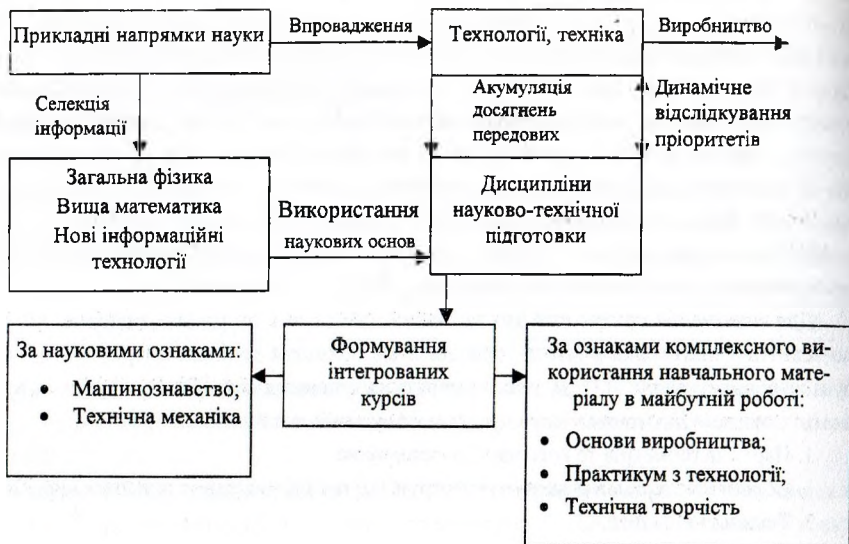 Прикладні напрямки науки
Впровадження
Технології, техніка
Виробництво
Селекція
інформації
Акумуляція
досягнень
передових
Динамічне
відслідкування
пріоритетів
Загальна фізика
Вища математика
Нові інформаційні
технології
Використання
наукових основ
Дисципліни
науково-технічної
підготовки
За науковими ознаками:
• Машинознавство;
• Технічна механіка
Формування
інтегрованих
курсів
За ознаками комплексного ви-
користання навчального мате-
ріалу в майбутній роботі:
• Основи виробництва;
• Практикум з технології;
• Технічна творчість